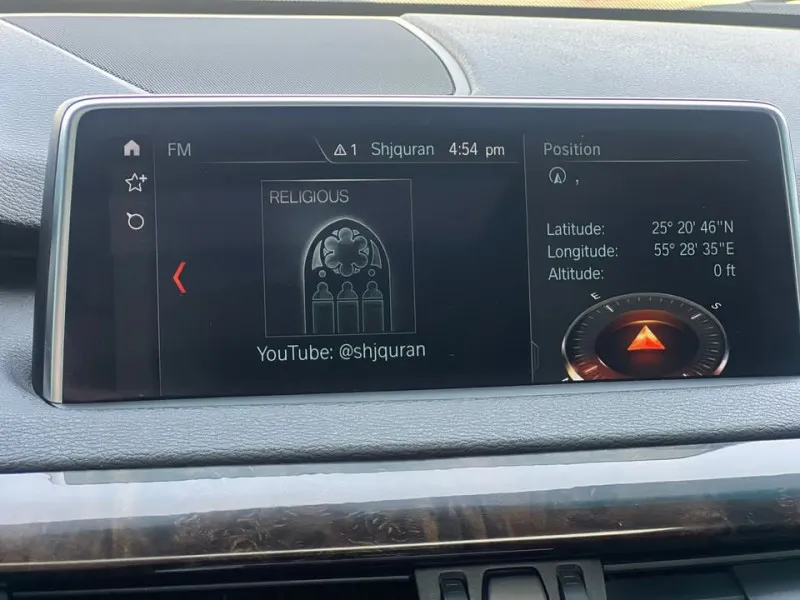 FM
1 Shjquran 4:54 pm
RELIGIOUS
YouTube: @shjquran
Position
,
Latitude: 25° 20' 46"N
Longitude: 55° 28' 35"E
Altitude: 0 ft
E S